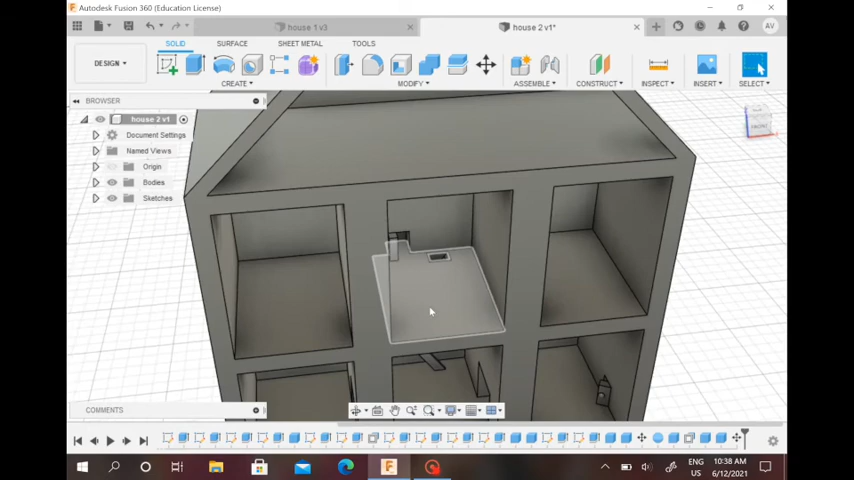 Autodesk Fusion 360 (Education License)
house 1 v3
house 2 v1*
AV
SOLID
SURFACE
SHEET METAL
TOOLS
DESIGN
CREATE
MODIFY
ASSEMBLE
CONSTRUCT
INSPECT
INSERT
SELECT
BROWSER
house 2 v1
Document Settings
Named Views
Origin
Bodies
Sketches
FRONT
COMMENTS
ENG
US
10:38 AM
6/12/2021